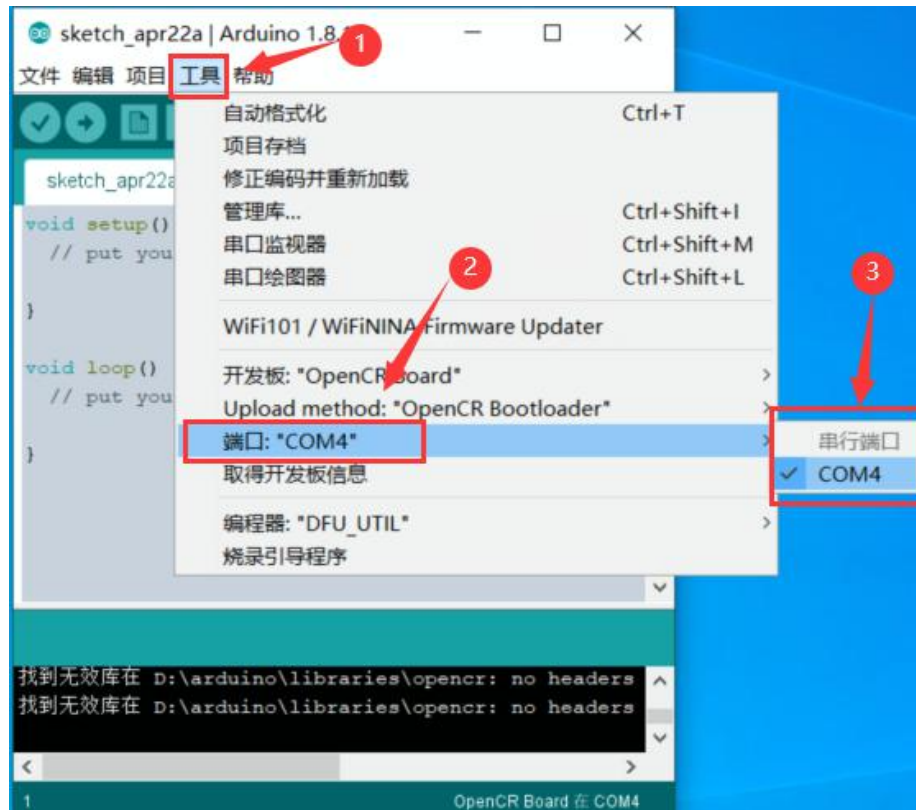 sketch_apr22a | Arduino 1.8.
1
文件 编辑 项目 工具 帮助
自动格式化 Ctrl+T
项目存档
sketch_apr22a
修正编码并重新加载
管理库... Ctrl+Shift+I
void setup()
串口监视器 Ctrl+Shift+M
// put you
串口绘图器 Ctrl+Shift+L
2
3
}
WiFi101 / WiFiNINA Firmware Updater
void loop()
开发板: "OpenCR Board"
// put you
Upload method: "OpenCR Bootloader"
端口: "COM4"
串行端口
}
取得开发板信息
COM4
编程器: "DFU_UTIL"
烧录引导程序
找到无效库在 D:\arduino\libraries\opencr: no headers
找到无效库在 D:\arduino\libraries\opencr: no headers
1
OpenCR Board 在 COM4